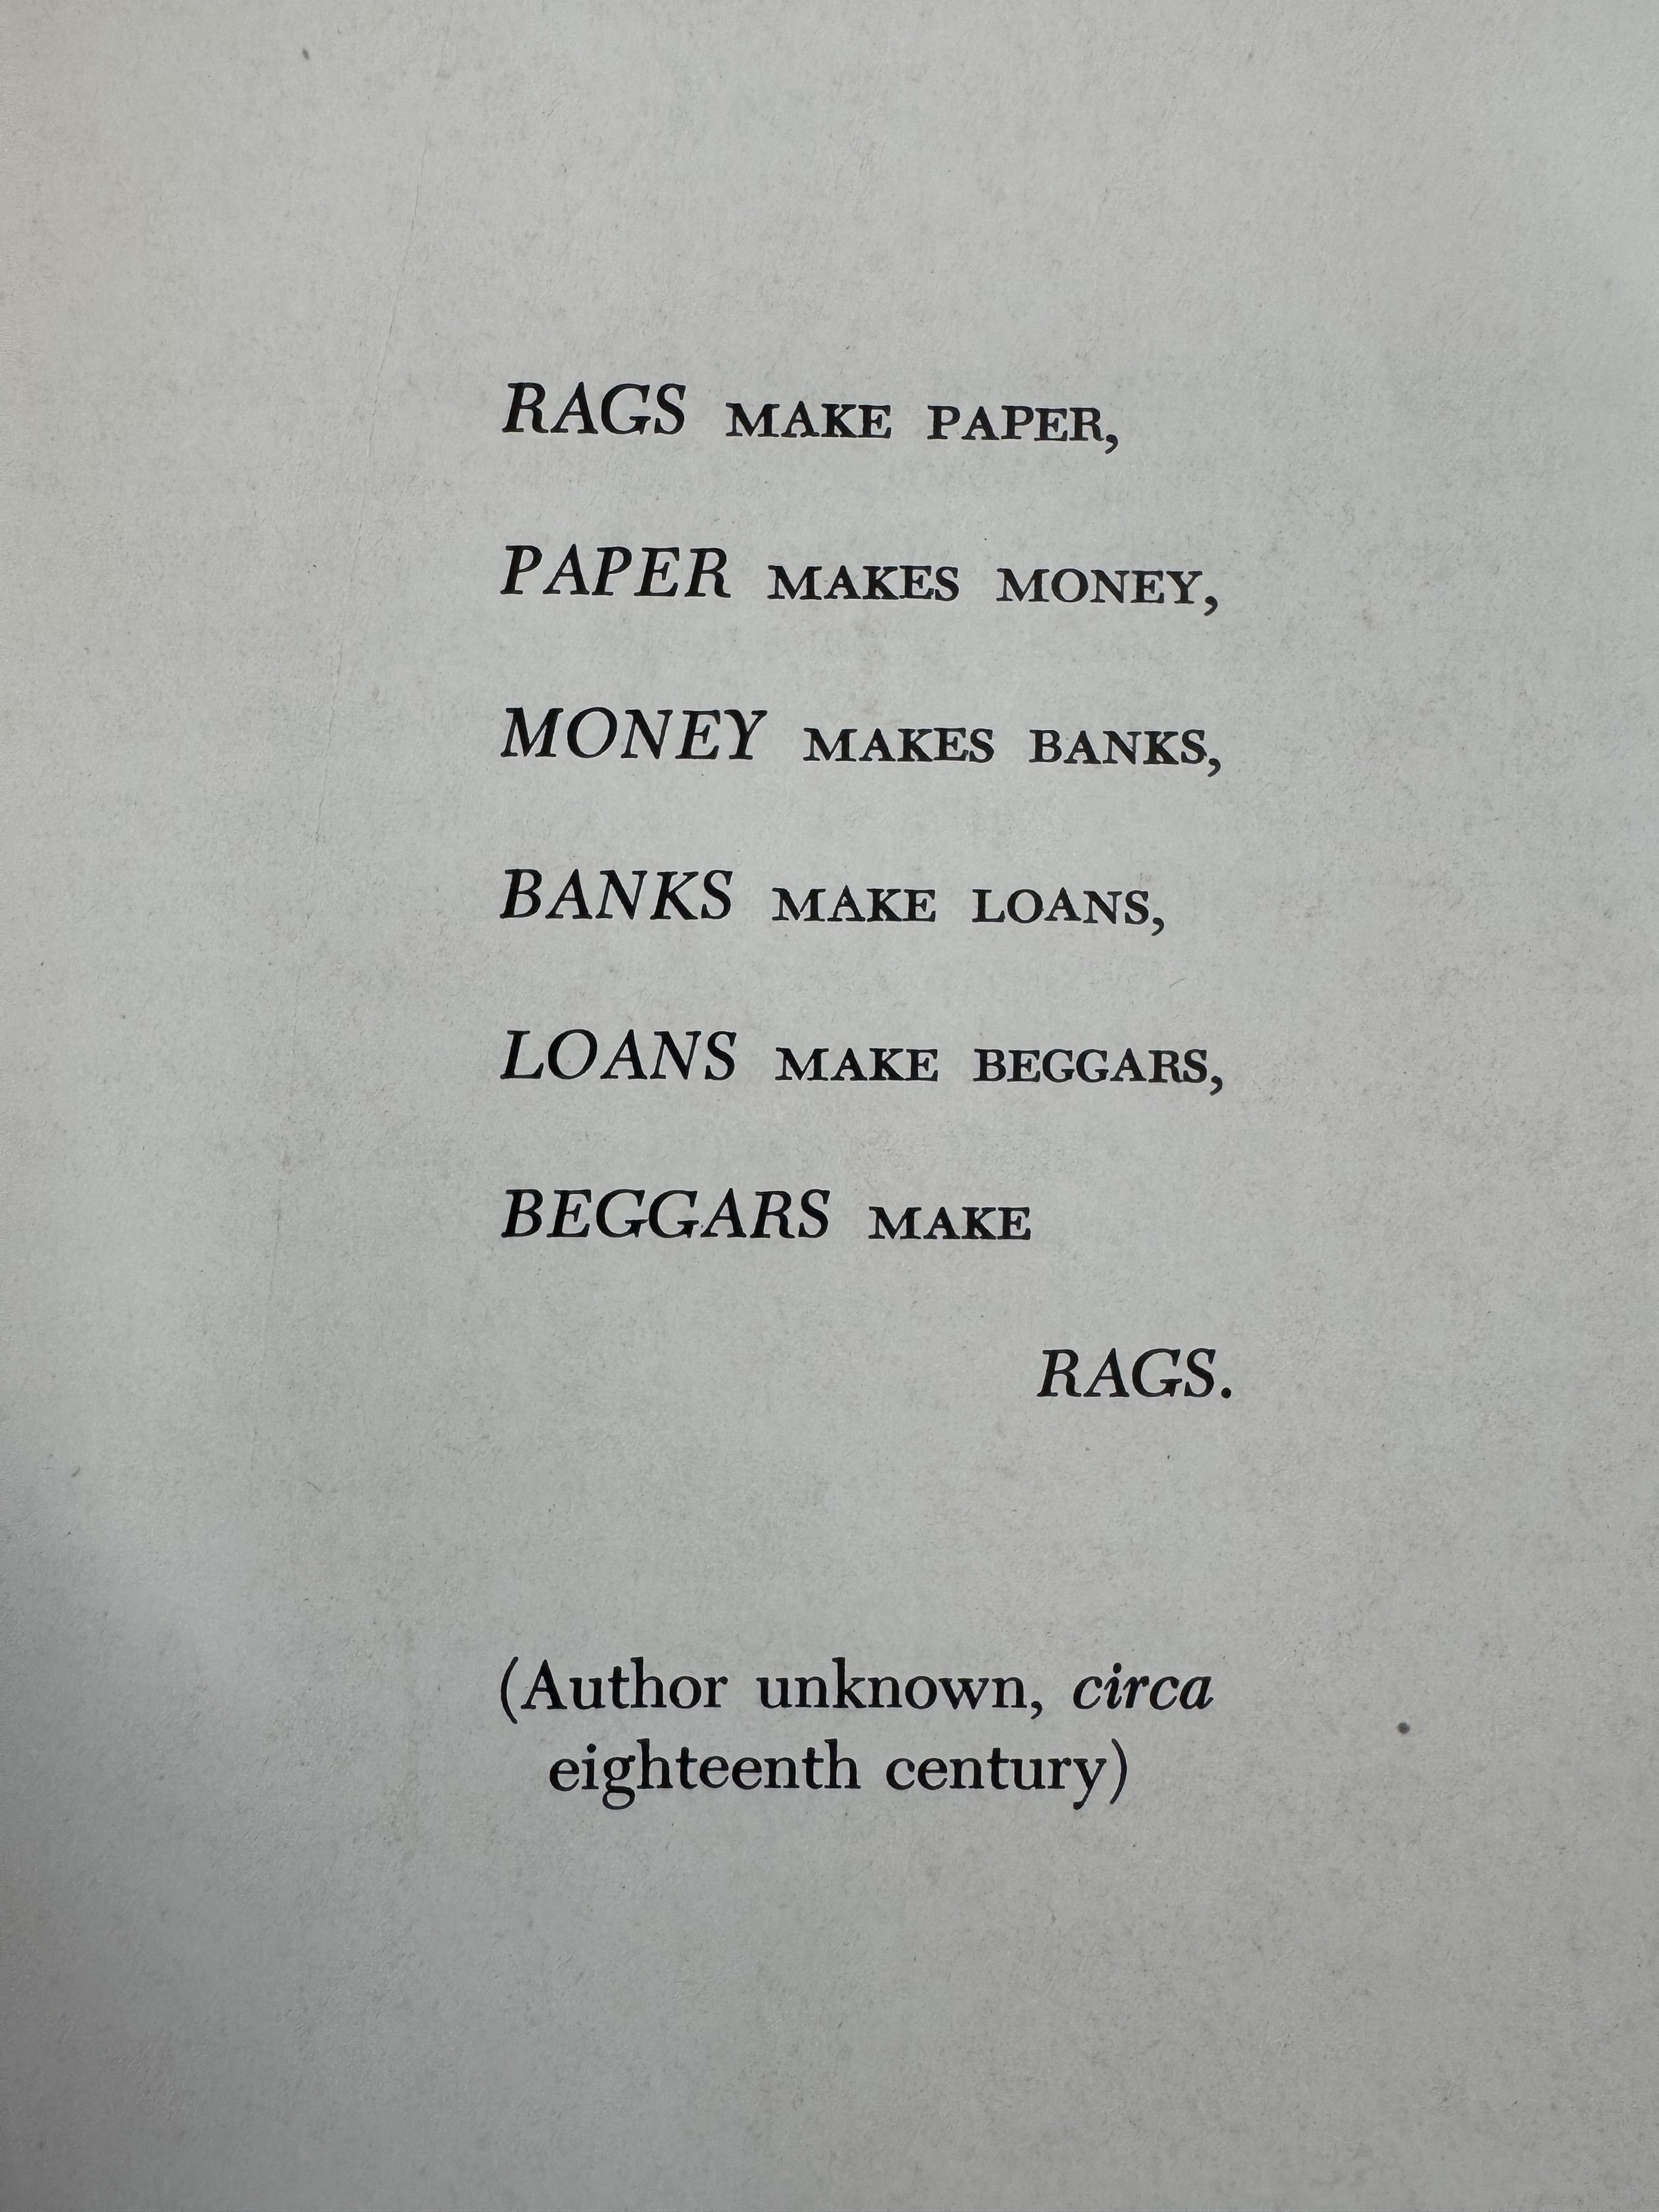 RAGS MAKE PAPER,
PAPER MAKES MONEY,
MONEY MAKES BANKS,
BANKS MAKE LOANS,
LOANS MAKE BEGGARS,
BEGGARS MAKE
RAGS.
(Author unknown, circa
eighteenth century)